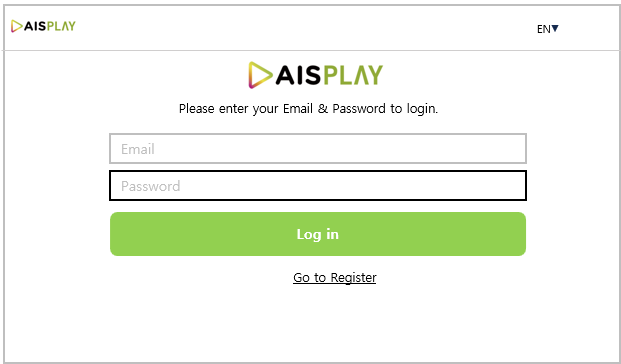 AISPLAY
EN▼
AISPLAY
Please enter your Email & Password to login.
Email
Password
Log in
Go to Register